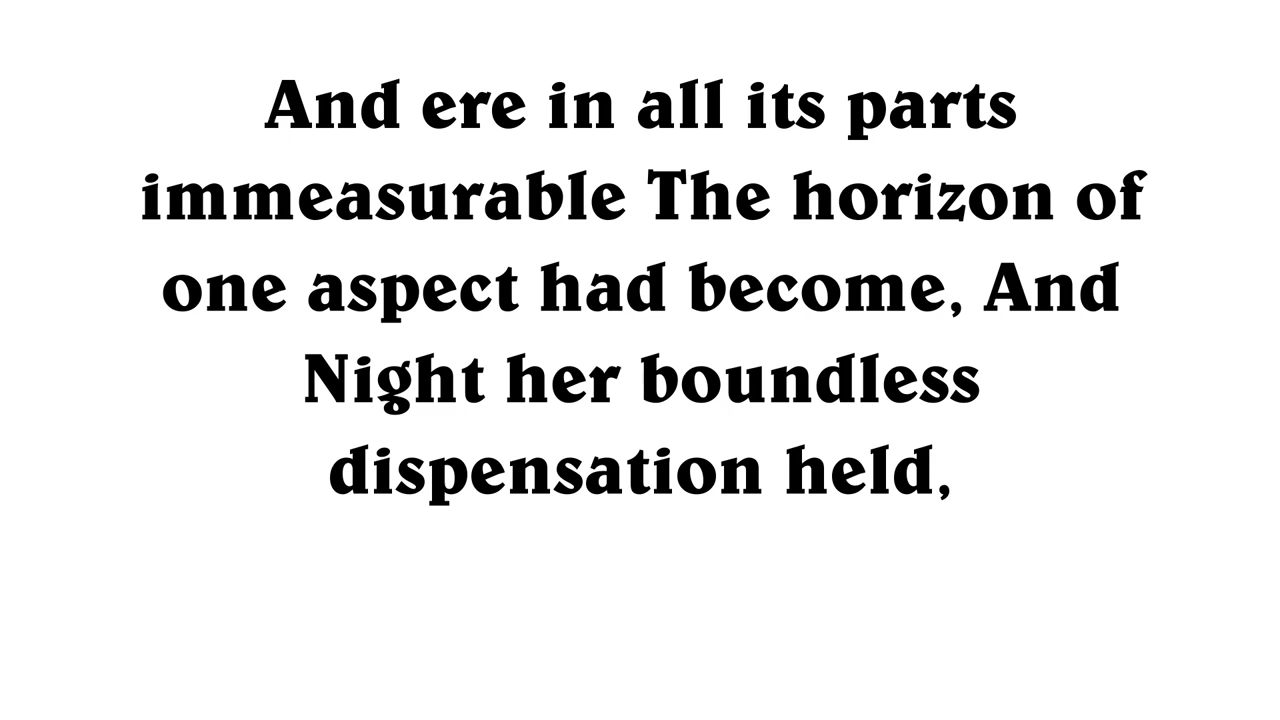 And ere in all its parts
immeasurable The horizon of
one aspect had become, And
Night her boundless
dispensation held,